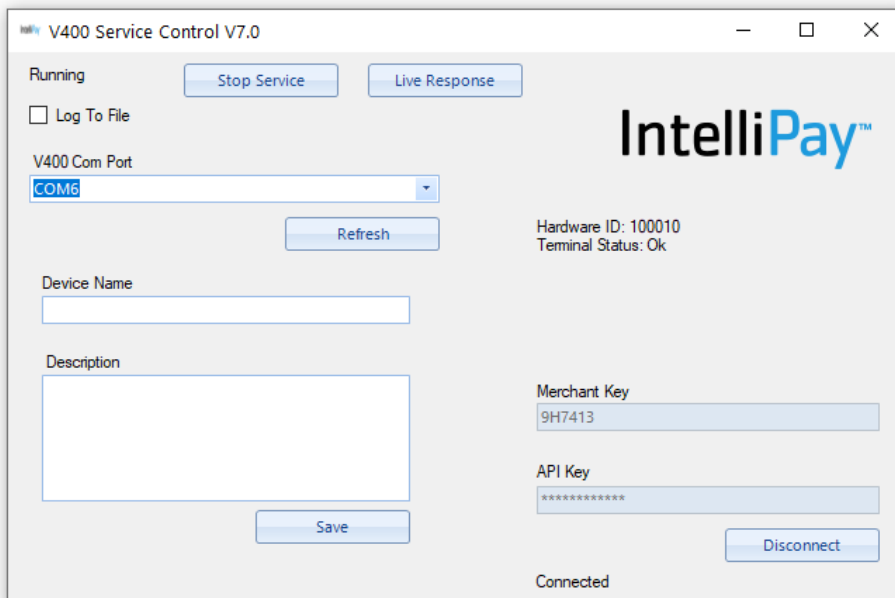 V400 Service Control V7.0
Running
Stop Service
Live Response
Log To File
IntelliPay™
V400 Com Port
COM6
Refresh
Hardware ID: 100010
Terminal Status: Ok
Device Name
Description
Merchant Key
9H7413
API Key
************
Save
Disconnect
Connected